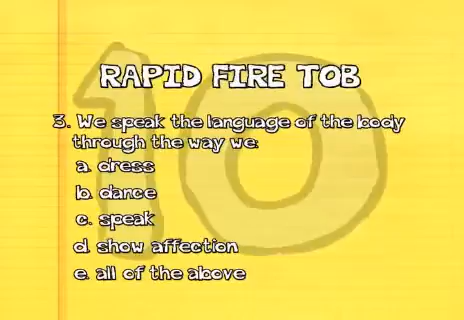 10
RAPID FIRE TOB
3. We speak the language of the body
through the way we:
a. dress
b. dance
c. speak
d. show affection
e. all of the above